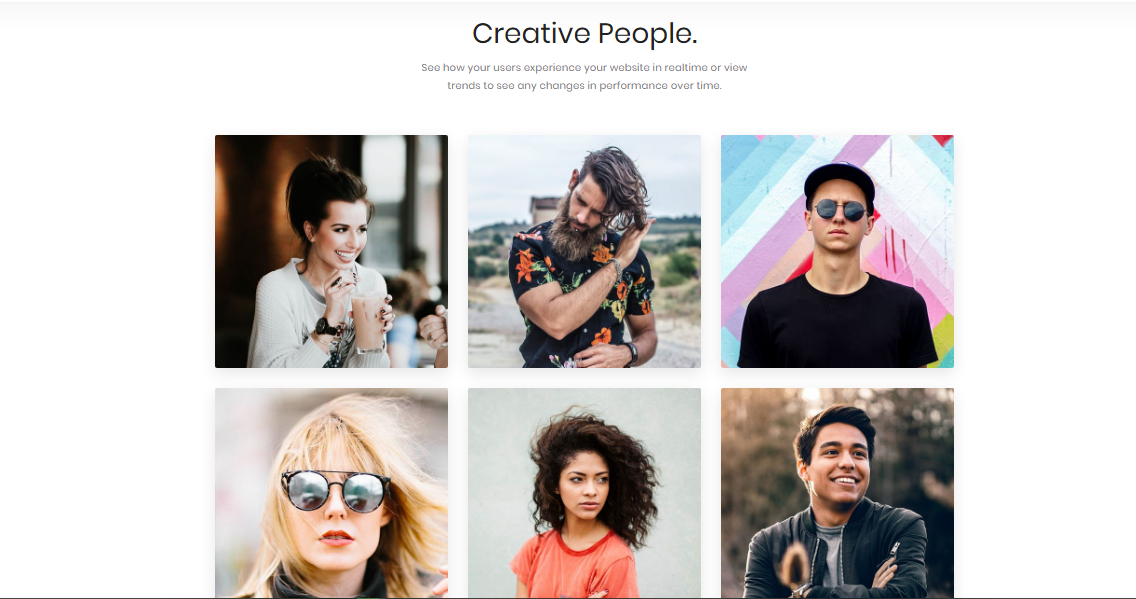 Creative People.
See how your users experience your website in realtime or view
trends to see any changes in performance over time.